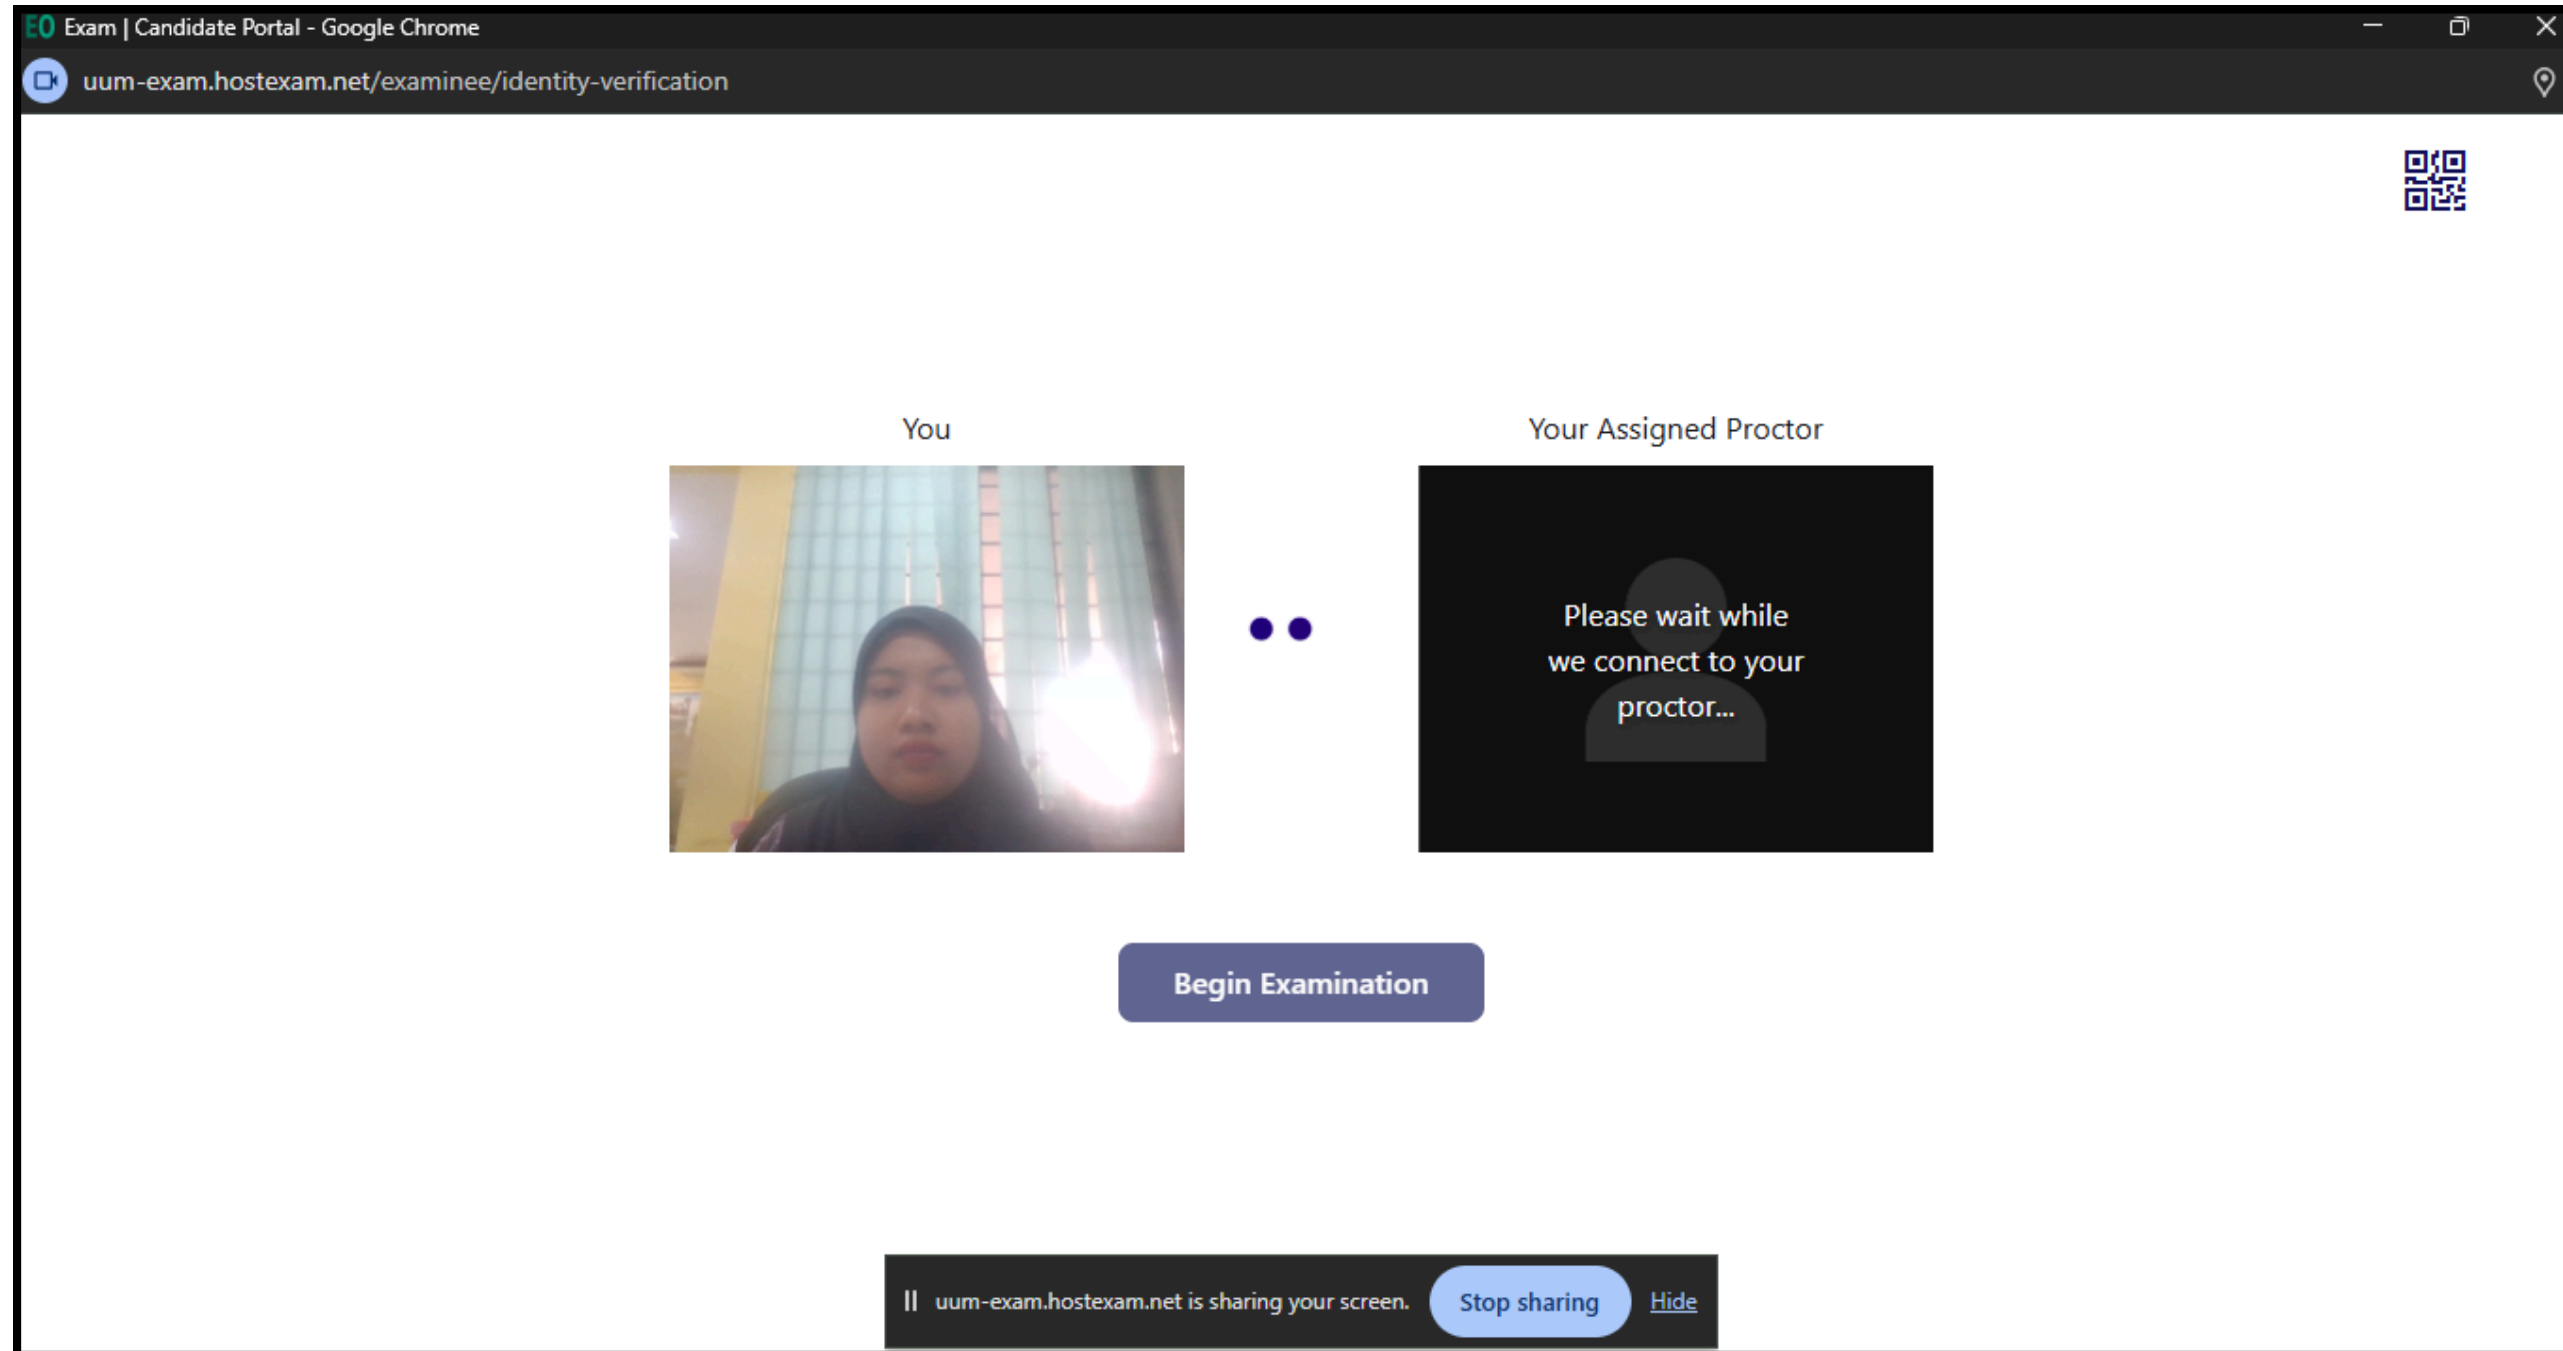 EO Exam | Candidate Portal - Google Chrome
uum-exam.hostexam.net/examinee/identity-verification
You
Your Assigned Proctor
Please wait while
we connect to your
proctor...
Begin Examination
uum-exam.hostexam.net is sharing your screen.
Stop sharing
Hide